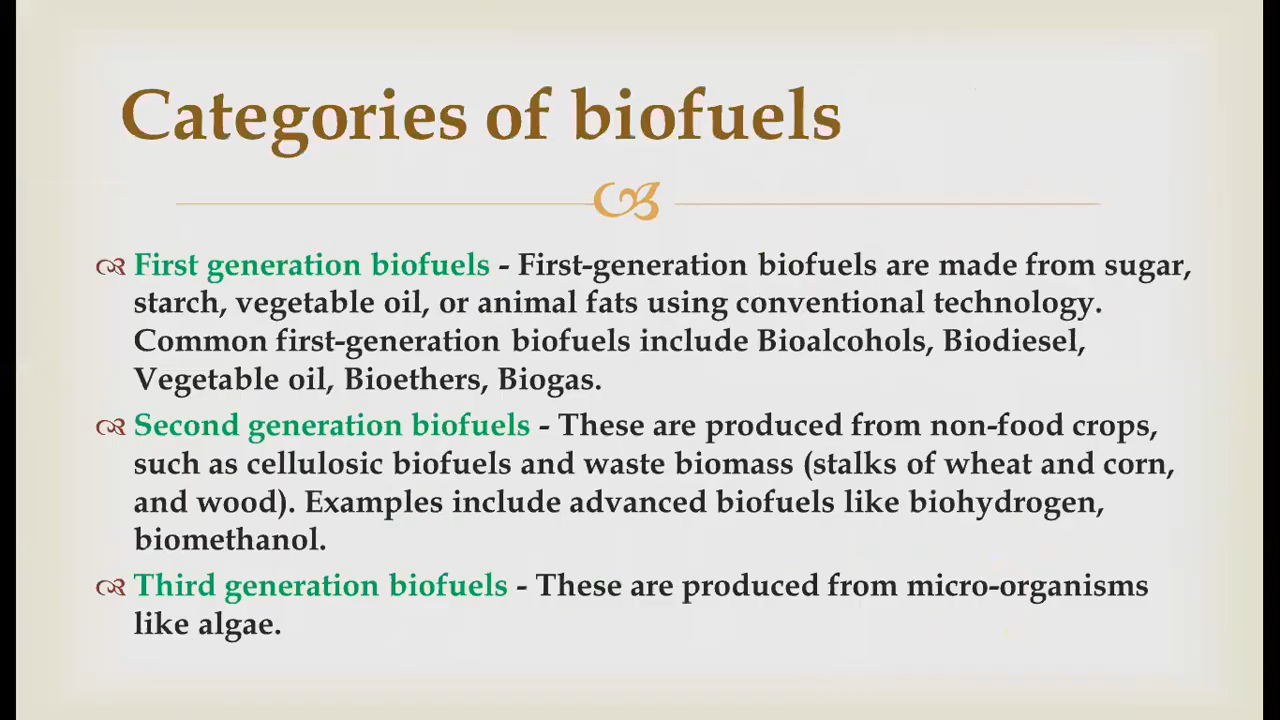 Categories of biofuels
First generation biofuels - First-generation biofuels are made from sugar,
starch, vegetable oil, or animal fats using conventional technology.
Common first-generation biofuels include Bioalcohols, Biodiesel,
Vegetable oil, Bioethers, Biogas.
Second generation biofuels - These are produced from non-food crops,
such as cellulosic biofuels and waste biomass (stalks of wheat and corn,
and wood). Examples include advanced biofuels like biohydrogen,
biomethanol.
Third generation biofuels - These are produced from micro-organisms
like algae.